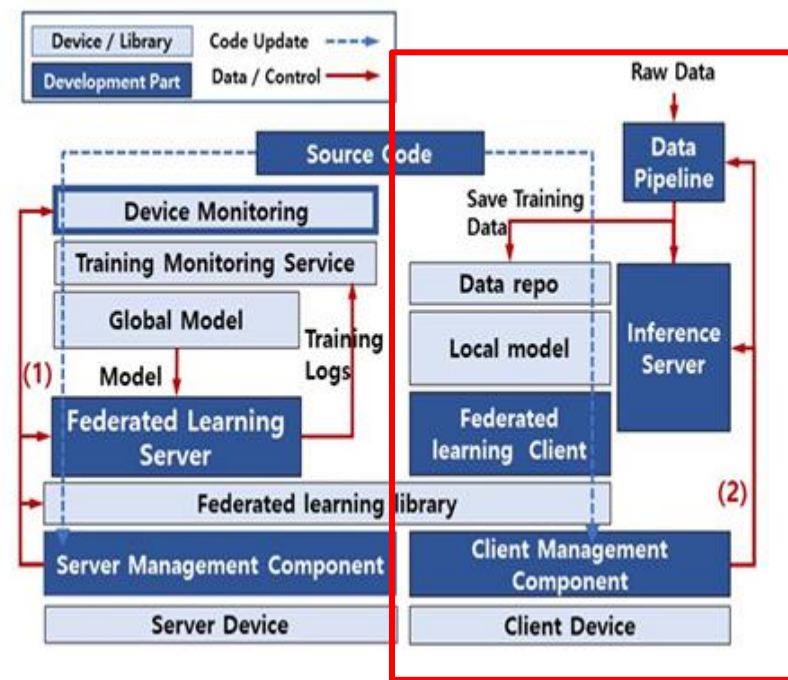 Device / Library
Code Update
Development Part
Data / Control
Raw Data
Source Code
Data
Pipeline
Device Monitoring
Save Training
Data
Training Monitoring Service
Data repo
Global Model
Training
Logs
Local model
Inference
Server
(1)
Model
Federated Learning
Server
Federated
learning Client
Federated learning library
(2)
Server Management Component
Client Management
Component
Server Device
Client Device